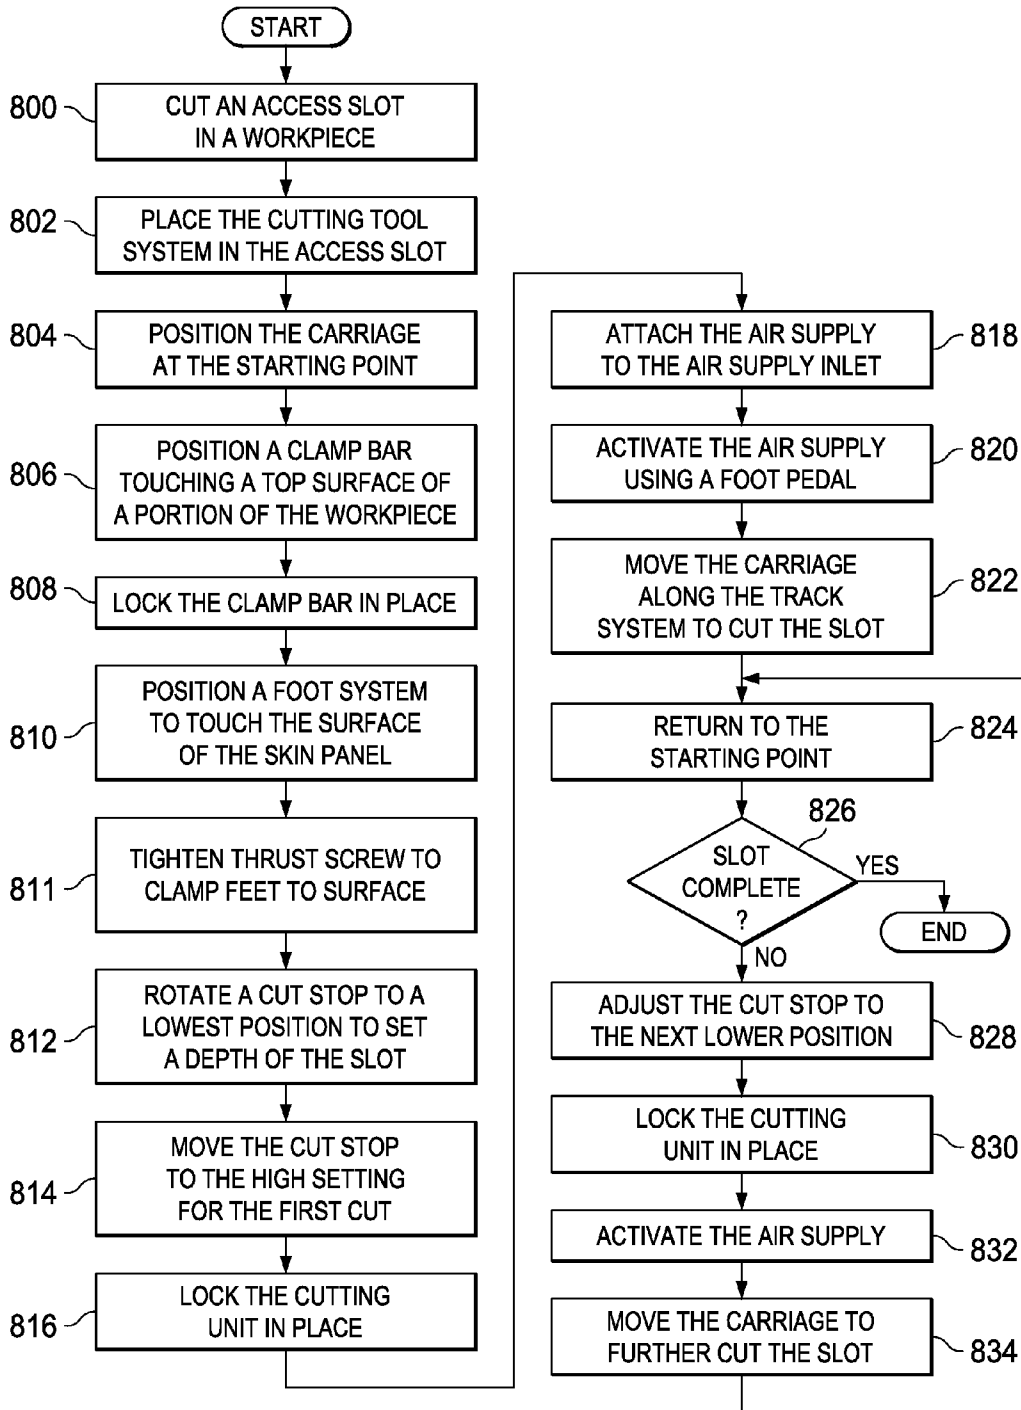 START
800
CUT AN ACCESS SLOT
IN A WORKPIECE
802
PLACE THE CUTTING TOOL
SYSTEM IN THE ACCESS SLOT
804
POSITION THE CARRIAGE
AT THE STARTING POINT
806
POSITION A CLAMP BAR
TOUCHING A TOP SURFACE OF
A PORTION OF THE WORKPIECE
808
LOCK THE CLAMP BAR IN PLACE
810
POSITION A FOOT SYSTEM
TO TOUCH THE SURFACE
OF THE SKIN PANEL
811
TIGHTEN THRUST SCREW TO
CLAMP FEET TO SURFACE
812
ROTATE A CUT STOP TO A
LOWEST POSITION TO SET
A DEPTH OF THE SLOT
814
MOVE THE CUT STOP
TO THE HIGH SETTING
FOR THE FIRST CUT
816
LOCK THE CUTTING
UNIT IN PLACE
ATTACH THE AIR SUPPLY
TO THE AIR SUPPLY INLET
818
ACTIVATE THE AIR SUPPLY
USING A FOOT PEDAL
820
MOVE THE CARRIAGE
ALONG THE TRACK
SYSTEM TO CUT THE SLOT
822
RETURN TO THE
STARTING POINT
824
826
SLOT
COMPLETE
?
YES
END
NO
ADJUST THE CUT STOP TO
THE NEXT LOWER POSITION
828
LOCK THE CUTTING
UNIT IN PLACE
830
ACTIVATE THE AIR SUPPLY
832
MOVE THE CARRIAGE TO
FURTHER CUT THE SLOT
834